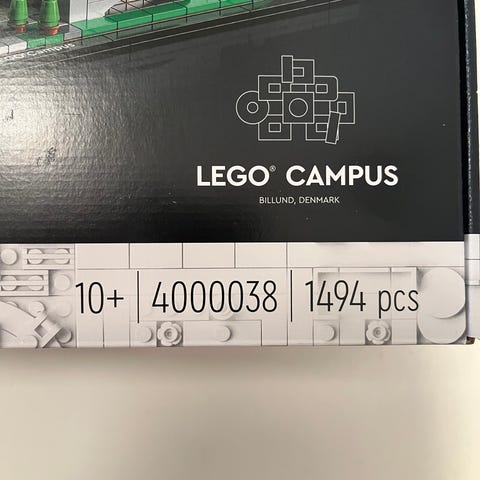 CAMPUS
LEGO® CAMPUS
BILLUND, DENMARK
10+ | 4000038 | 1494 pcs